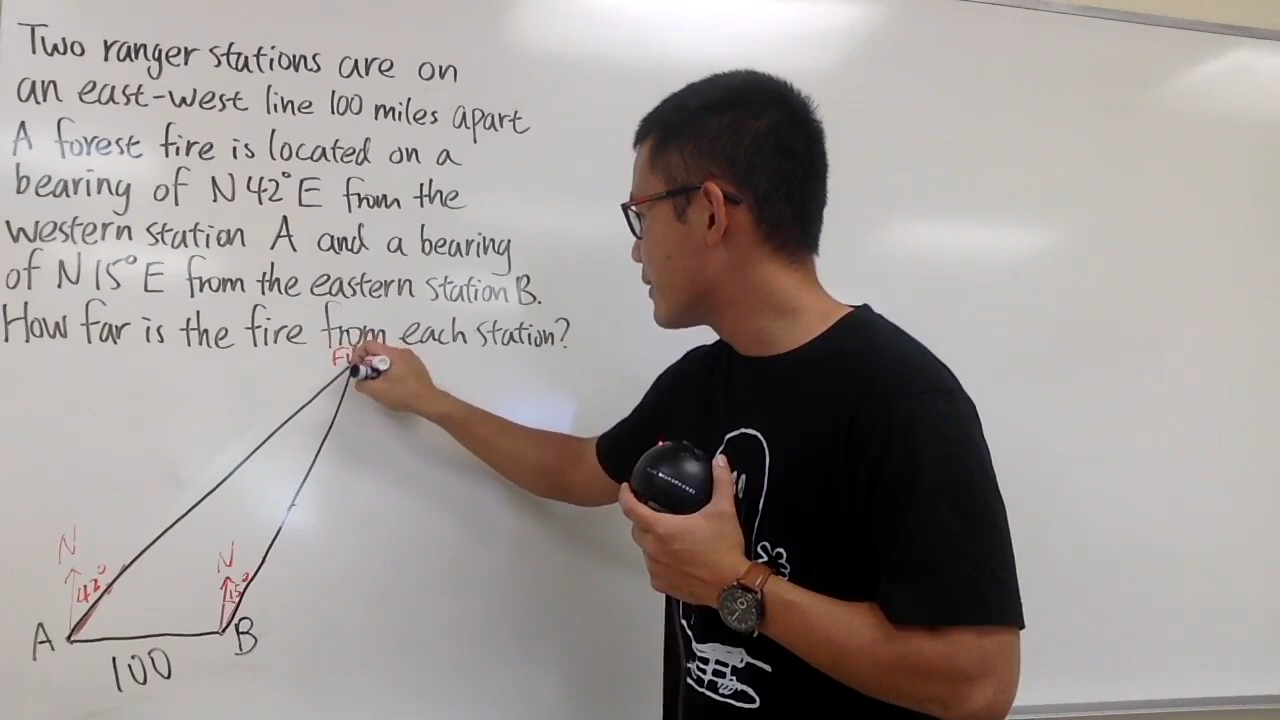 Two ranger stations are on
an east-west line 100 miles apart
A forest fire is located on a
bearing of N 42° E from the
western station A and a bearing
of N 15° E from the eastern station B.
How far is the fire from each station?
N
42°
N
15°
A
B
100